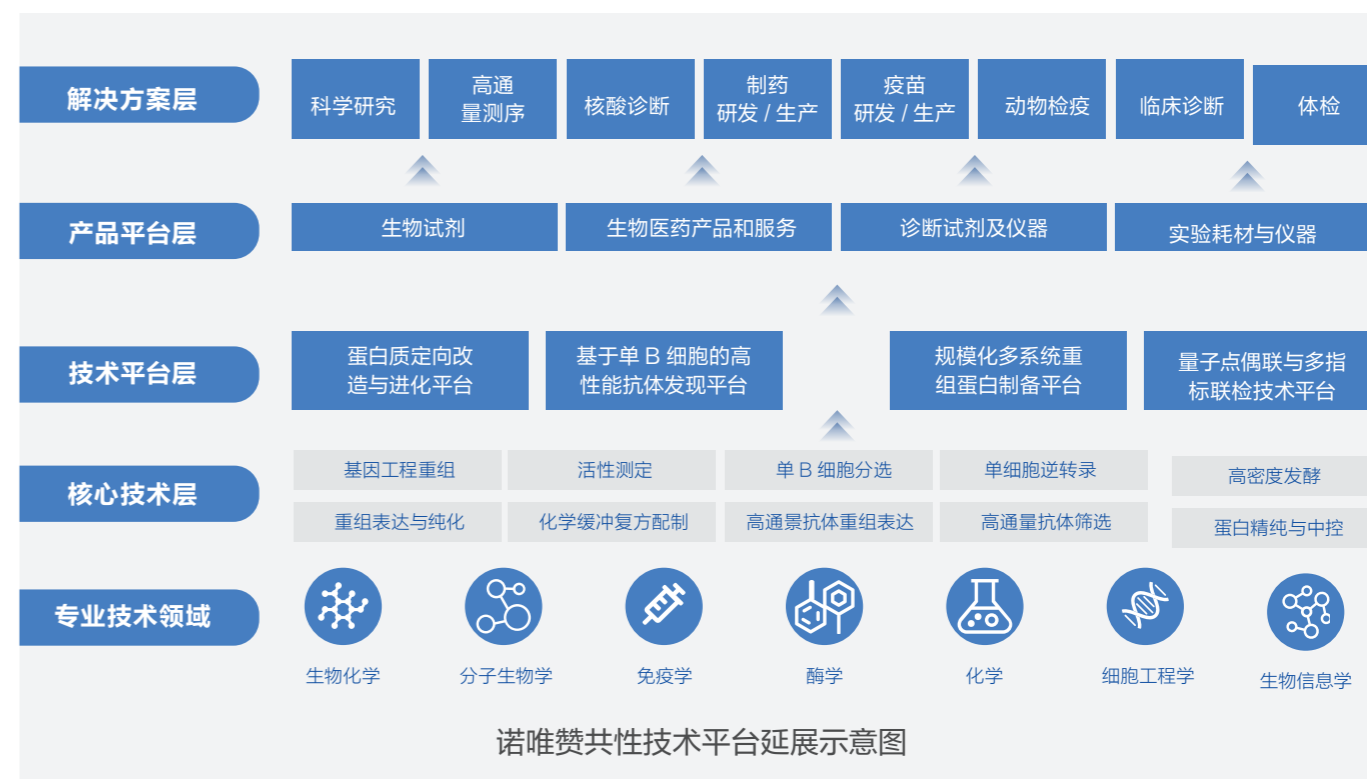 解决方案层
科学研究
高通
量测序
核酸诊断
制药
研发 / 生产
疫苗
研发 / 生产
动物检疫
临床诊断
体检
产品平台层
生物试剂
生物医药产品和服务
诊断试剂及仪器
实验耗材与仪器
技术平台层
蛋白质定向改
造与进化平台
基于单 B 细胞的高
性能抗体发现平台
规模化多系统重
组蛋白制备平台
量子点偶联与多指
标联检技术平台
核心技术层
基因工程重组
活性测定
单 B 细胞分选
单细胞逆转录
高密度发酵
重组表达与纯化
化学缓冲复方配制
高通景抗体重组表达
高通量抗体筛选
蛋白精纯与中控
专业技术领域
生物化学
分子生物学
免疫学
酶学
化学
细胞工程学
生物信息学
诺唯赞共性技术平台延展示意图